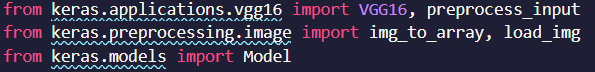 from keras.applications.vgg16 import VGG16, preprocess_input
from keras.preprocessing.image import img_to_array, load_img
from keras.models import Model